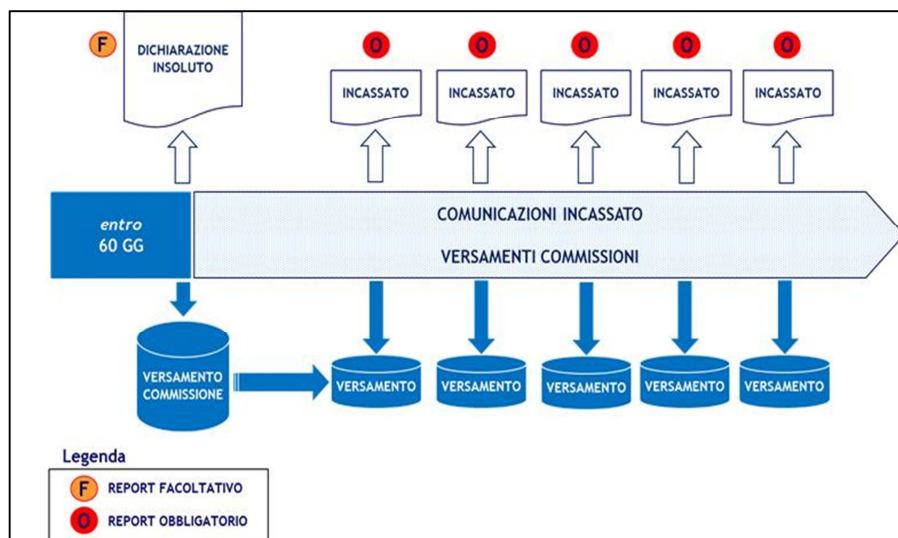 F
DICHIARAZIONE
INSOLUTO
O
O
O
O
O
INCASSATO
INCASSATO
INCASSATO
INCASSATO
INCASSATO
entro
60 GG
COMUNICAZIONI INCASSATO
VERSAMENTI COMMISSIONI
VERSAMENTO
COMMISSIONE
VERSAMENTO
VERSAMENTO
VERSAMENTO
VERSAMENTO
VERSAMENTO
Legenda
F REPORT FACOLTATIVO
O REPORT OBBLIGATORIO